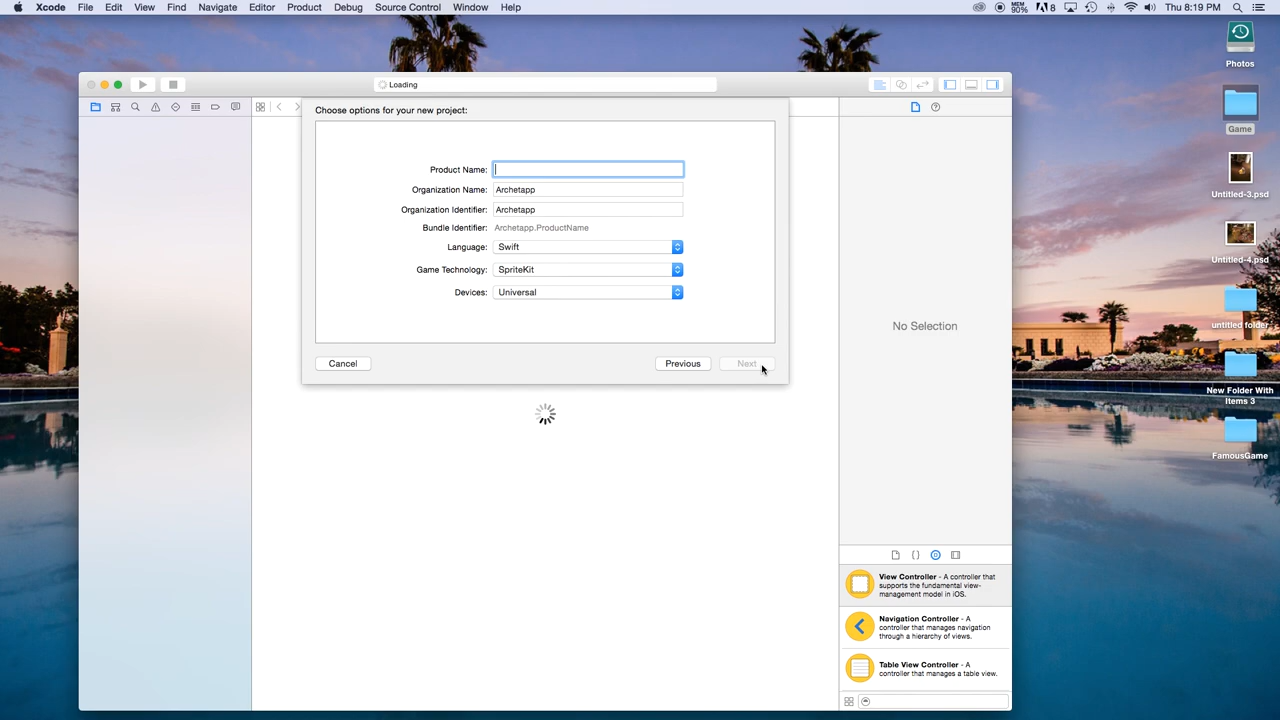 Xcode File Edit View Find Navigate Editor Product Debug Source Control Window Help
MEM 90% 8 Thu 8:19 PM
Loading
Choose options for your new project:
Product Name:
Organization Name: Archetapp
Organization Identifier: Archetapp
Bundle Identifier: Archetapp.ProductName
Language: Swift
Game Technology: SpriteKit
Devices: Universal
Cancel Previous Next
No Selection
View Controller - A controller that
supports the fundamental view-
management model in iOS.
Navigation Controller - A
controller that manages navigation
through a hierarchy of views.
Table View Controller - A
controller that manages a table view.
Photos
Game
Untitled-3.psd
Untitled-4.psd
untitled folder
New Folder With
Items 3
FamousGame